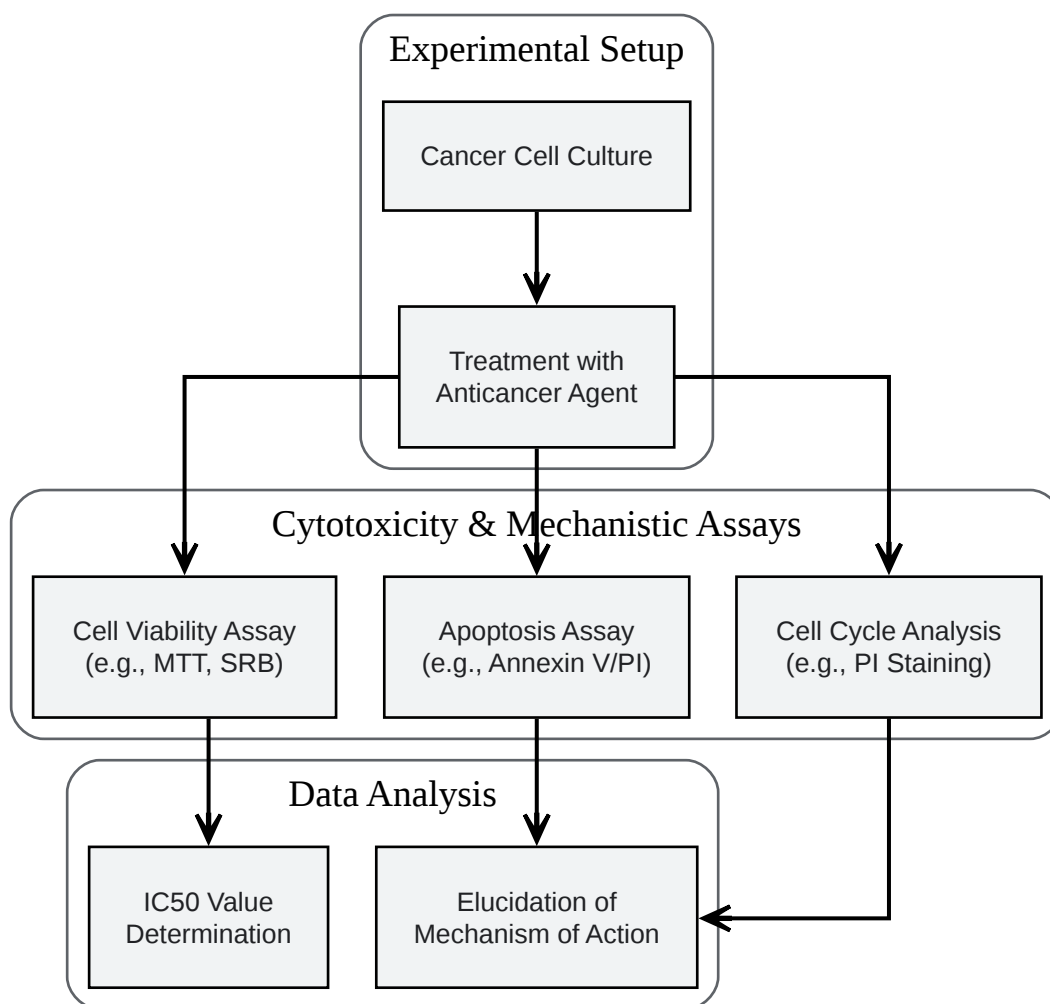 Experimental Setup
Cancer Cell Culture
Treatment with
Anticancer Agent
Cytotoxicity & Mechanistic Assays
Cell Viability Assay
(e.g., MTT, SRB)
Apoptosis Assay
(e.g., Annexin V/PI)
Cell Cycle Analysis
(e.g., PI Staining)
Data Analysis
IC50 Value
Determination
Elucidation of
Mechanism of Action